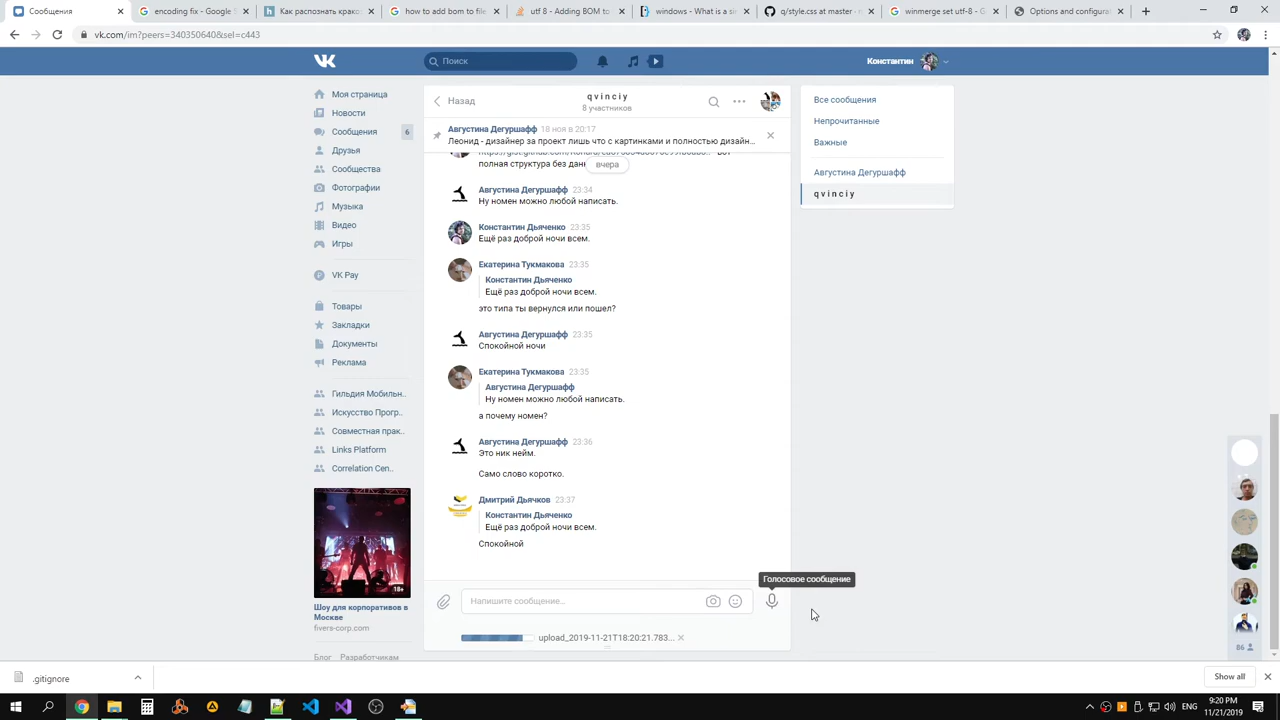 Сообщения
encoding fix - Google S
Как распознать крако
how to add bom to file
utf 8 - Adding BOM to
windows - What is a sim
q/style.css at master · r
winmerge set utf-8 - G
Options and configurat
vk.com/im?peers=340350640&sel=c443
Поиск
Константин
Моя страница
Новости
Сообщения 6
Друзья
Сообщества
Фотографии
Музыка
Видео
Игры
VK Pay
Товары
Закладки
Документы
Реклама
Гильдия Мобильн..
Искусство Прогр..
Совместная прак..
Links Platform
Correlation Cen..
18+
Шоу для корпоративов в
Москве
fivers-corp.com
Блог Разработчикам
Назад
q v i n c i y
8 участников
Августина Дегуршафф 18 ноя в 20:17
Леонид - дизайнер за проект лишь что с картинками и полностью дизайн...
полная структура без дан
вчера
Августина Дегуршафф 23:34
Ну номен можно любой написать.
Константин Дьяченко 23:35
Ещё раз доброй ночи всем.
Екатерина Тукмакова 23:35
Константин Дьяченко
Ещё раз доброй ночи всем.
это типа ты вернулся или пошел?
Августина Дегуршафф 23:35
Спокойной ночи
Екатерина Тукмакова 23:35
Августина Дегуршафф
Ну номен можно любой написать.
а почему номен?
Августина Дегуршафф 23:36
Это ник нейм.
Само слово коротко.
Дмитрий Дьячков 23:37
Константин Дьяченко
Ещё раз доброй ночи всем.
Спокойной
Голосовое сообщение
Напишите сообщение...
upload_2019-11-21T18:20:21.783...
Все сообщения
Непрочитанные
Важные
Августина Дегуршафф
q v i n c i y
86
.gitignore
Show all
ENG
9:20 PM
11/21/2019